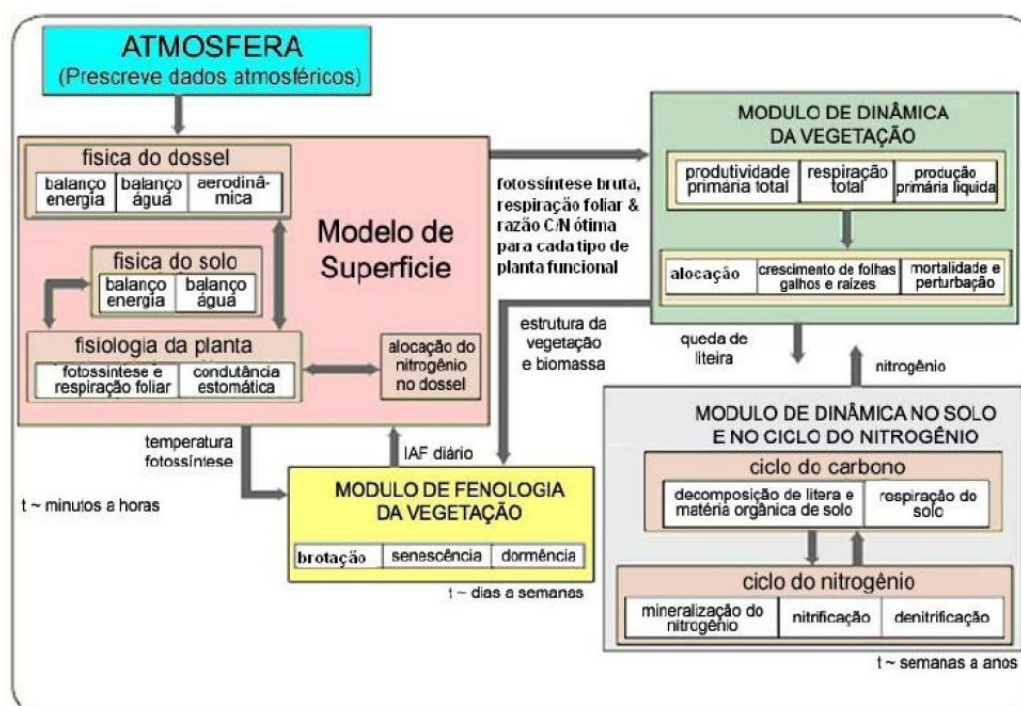 ATMOSFERA
(Prescreve dados atmosféricos)
fisica do dossel
balanço
energia
balanço
água
aerodinâ-
mica
fisica do solo
balanço
energia
balanço
águá
fisiologia da planta
fotossíntese e
respiração foliar
condutância
estomática
Modelo de
Superficie
alocação do
nitrogênio
no dossel
fotossíntese bruta,
respiração foliar &
razão C/N ótima
para cada tipo de
planta funcional
MODULO DE DINÂMICA
DA VEGETAÇÃO
produtividade
primária total
respiração
total
produção
primária líquida
alocação
crescimento de folhas
galhos e raízes
mortalidade e
perturbação
estrutura da
vegetação
e biomassa
queda de
liteira
nitrogênio
temperatura
fotossíntese
IAF diário
t ~ minutos a horas
MODULO DE FENOLOGIA
DA VEGETAÇÃO
brotação
senescência
dormência
t ~ dias a semanas
MODULO DE DINÂMICA NO SOLO
E NO CICLO DO NITROGÊNIO
ciclo do carbono
decomposição de litera e
matéria orgânica de solo
respiração do
solo
ciclo do nitrogênio
mineralização do
nitrogênio
nitrificação
denitrificação
t ~ semanas a anos